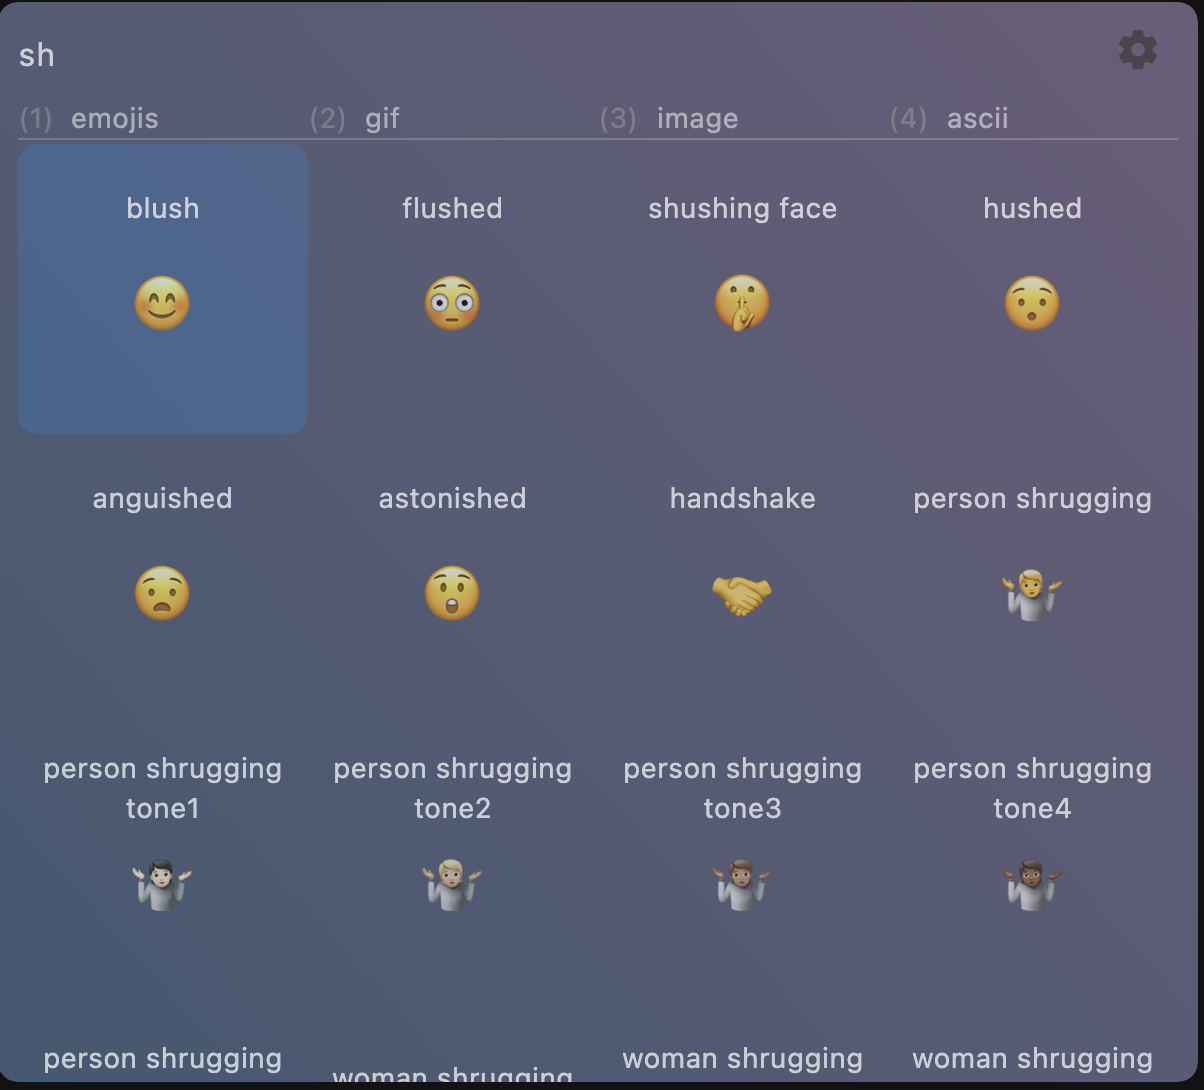 sh
(1) emojis (2) gif (3) image (4) ascii
blush flushed shushing face hushed
anguished astonished handshake person shrugging
person shrugging person shrugging person shrugging person shrugging
tone1 tone2 tone3 tone4
person shrugging woman shrugging woman shrugging woman shrugging